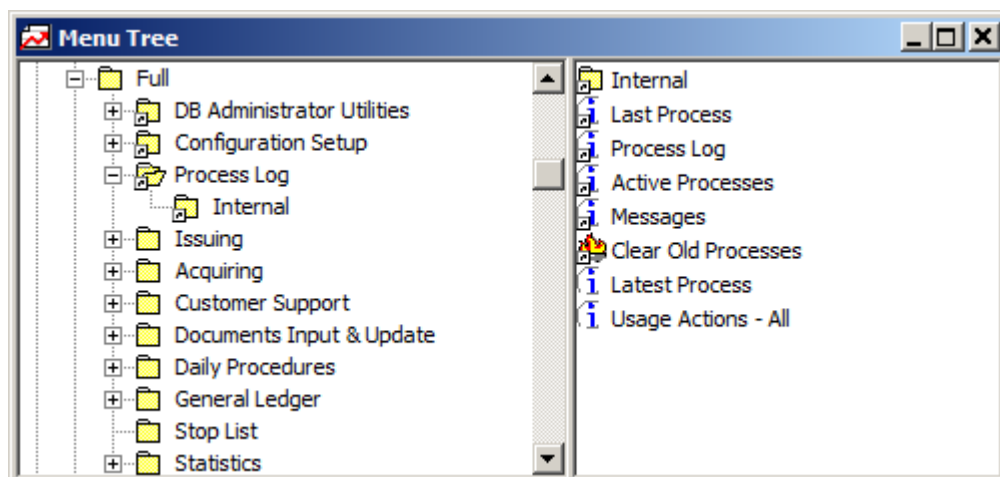 Menu Tree
Full
DB Administrator Utilities
Configuration Setup
Process Log
Internal
Issuing
Acquiring
Customer Support
Documents Input & Update
Daily Procedures
General Ledger
Stop List
Statistics
Internal
Last Process
Process Log
Active Processes
Messages
Clear Old Processes
Latest Process
Usage Actions - All